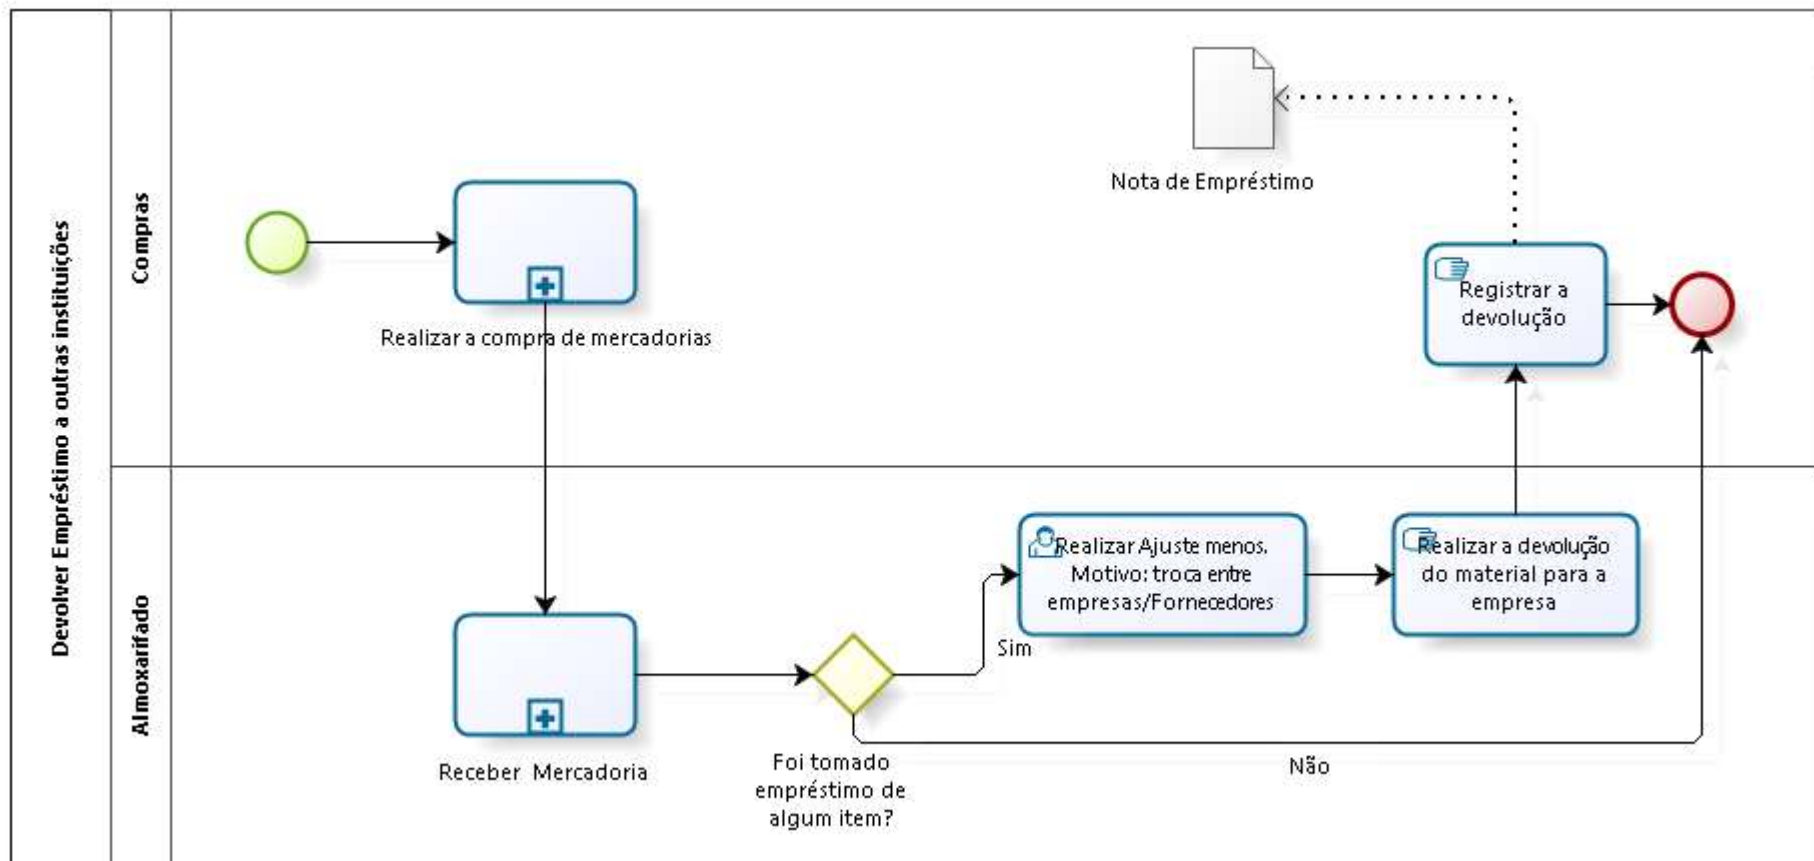 Devolver Empréstimo a outras instituições
Compras
Nota de Empréstimo
Realizar a compra de mercadorias
Registrar a
devolução
Almoxarifado
Realizar Ajuste menos.
Motivo: troca entre
empresas/Fornecedores
Realizar a devolução
do material para a
empresa
Sim
Receber Mercadoria
Foi tomado
empréstimo de
algum item?
Não